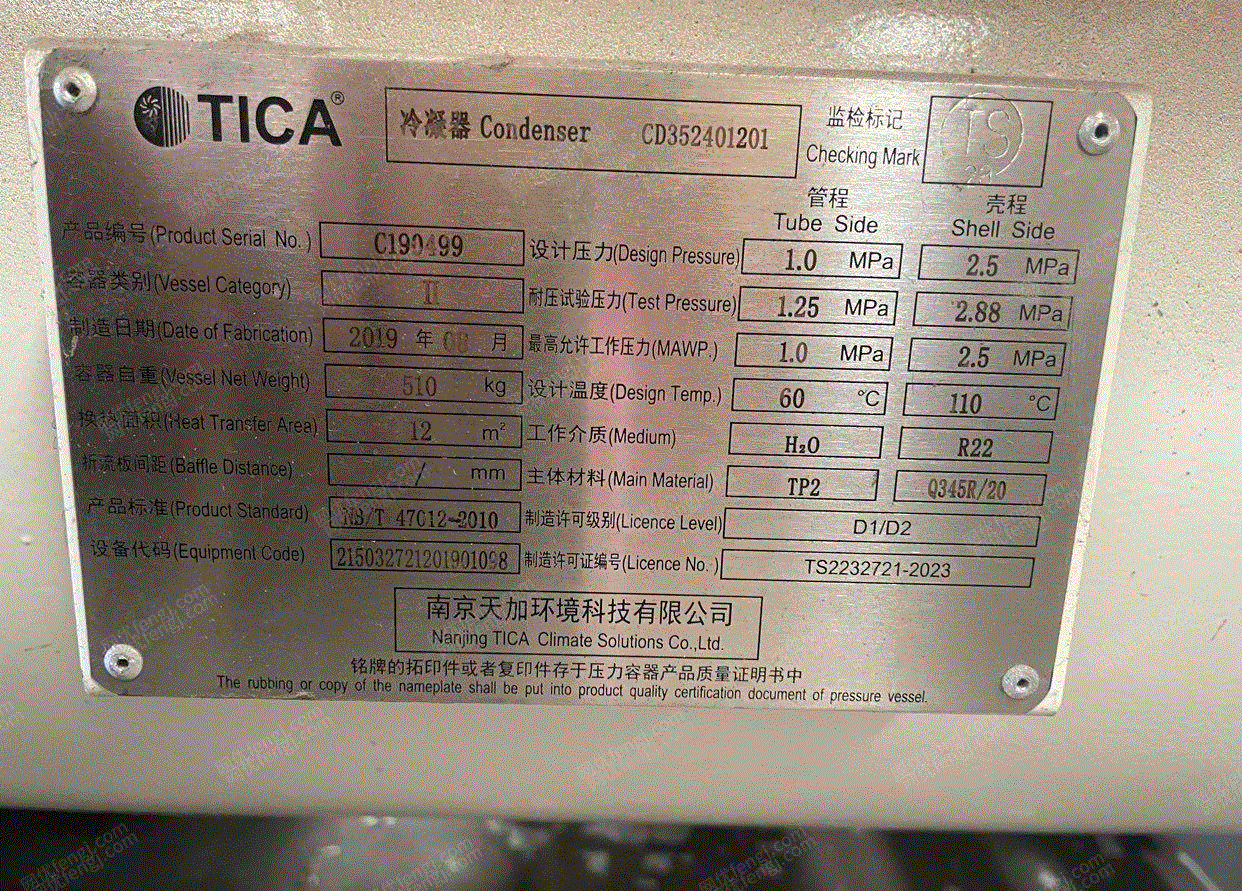 TICA®
冷凝器 Condenser CD352401201
监检标记
Checking Mark
TS
管程
Tube Side
壳程
Shell Side
产品编号(Product Serial No.) C190499
设计压力(Design Pressure) 1.0 MPa 2.5 MPa
容器类别(Vessel Category) II
耐压试验压力(Test Pressure) 1.25 MPa 2.88 MPa
制造日期(Date of Fabrication) 2019 年 08 月
最高允许工作压力(MAWP.) 1.0 MPa 2.5 MPa
容器自重(Vessel Net Weight) 510 kg
设计温度(Design Temp.) 60 °C 110 °C
换热面积(Heat Transfer Area) 12 m²
工作介质(Medium) H₂O R22
折流板间距(Baffle Distance) / mm
主体材料(Main Material) TP2 Q345R/20
产品标准(Product Standard) NB/T 47012-2010
制造许可级别(Licence Level) D1/D2
设备代码(Equipment Code) 215032721201901098
制造许可证编号(Licence No.) TS2232721-2023
南京天加环境科技有限公司
Nanjing TICA Climate Solutions Co.,Ltd.
铭牌的拓印件或者复印件存于压力容器产品质量证明书中
The rubbing or copy of the nameplate shall be put into product quality certification document of pressure vessel.